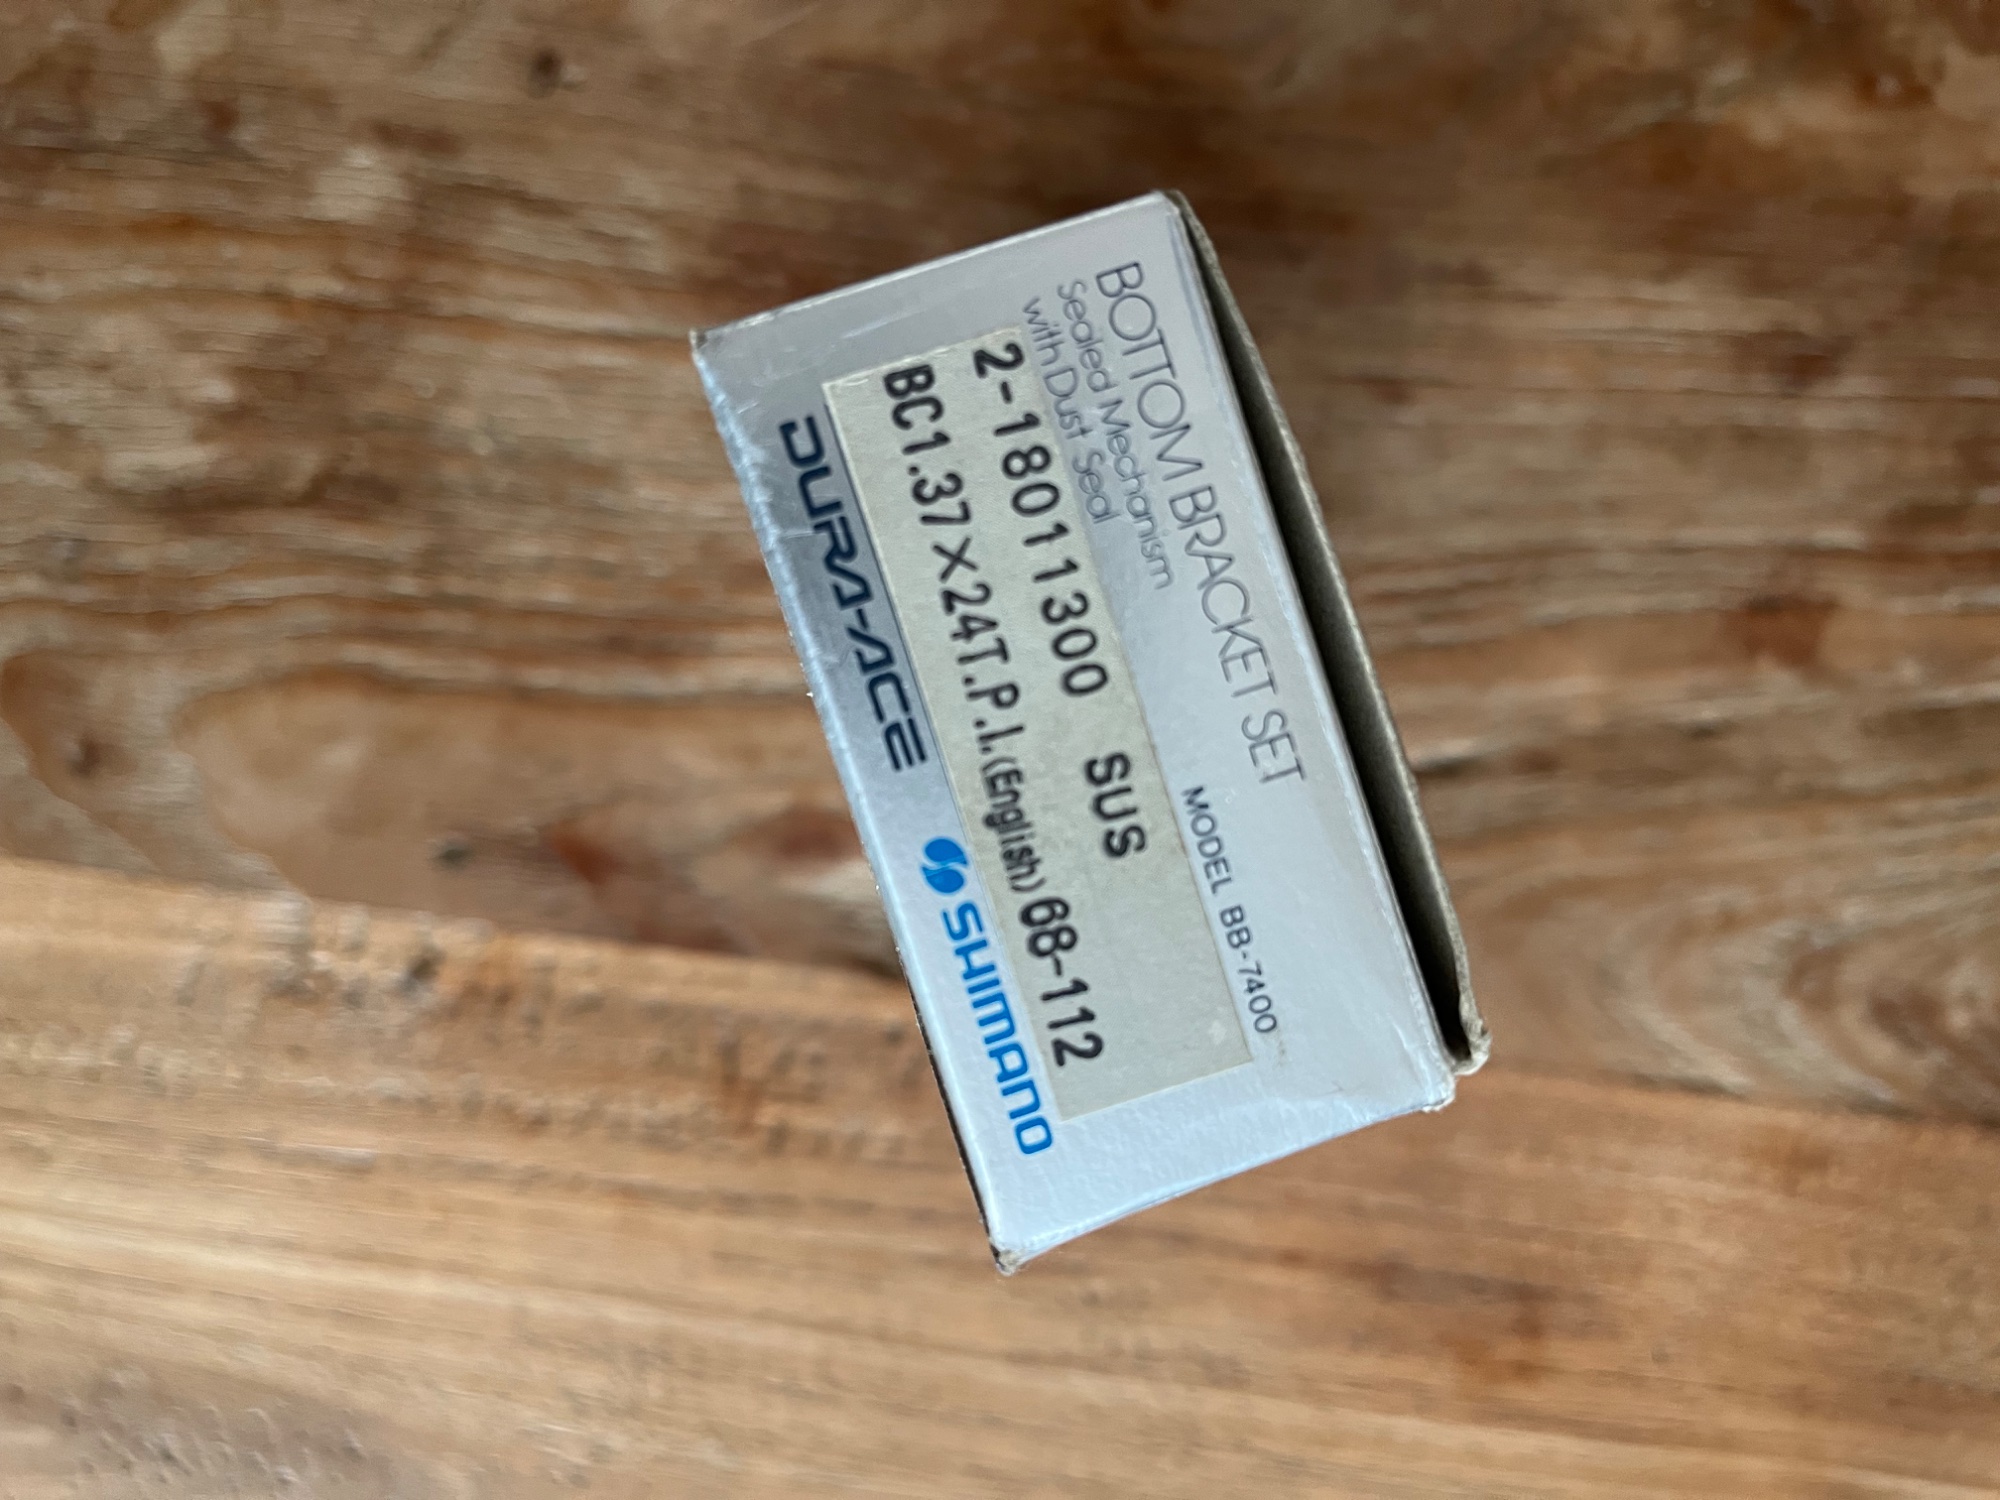 BOTTOM BRACKET SET
Sealed Mechanism
with Dust Seal
MODEL BB-7400
2-18011300 SUS
BC1.37×24T.P.I.(English)68-112
DURA-ACE
SHIMANO